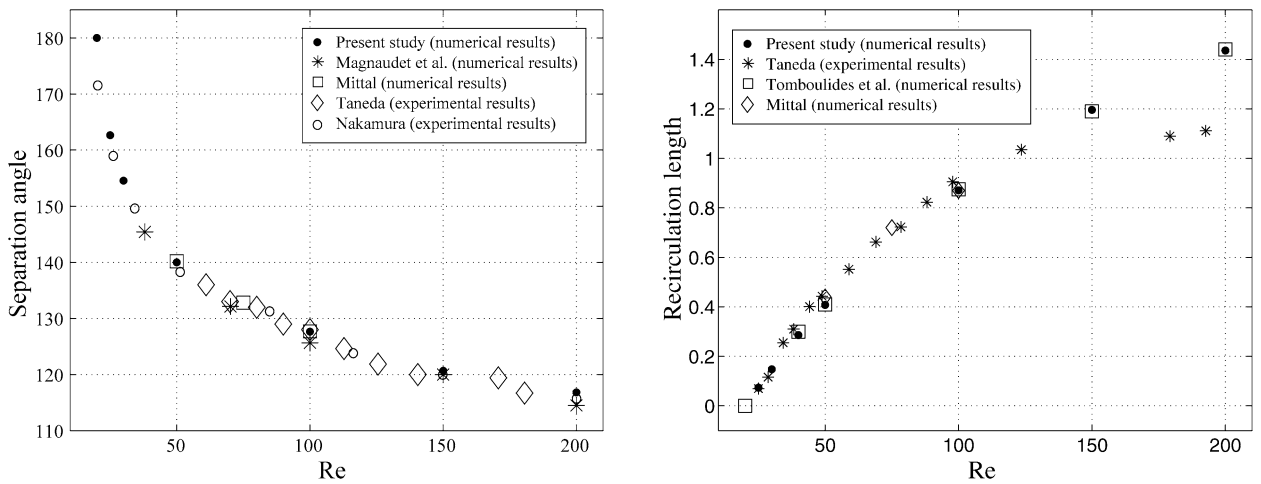 Separation angle
180
170
160
150
140
130
120
110
Present study (numerical results)
Magnaudet et al. (numerical results)
Mittal (numerical results)
Taneda (experimental results)
Nakamura (experimental results)
50
100
150
200
Re
Recirculation length
1.4
1.2
1
0.8
0.6
0.4
0.2
0
Present study (numerical results)
Taneda (experimental results)
Tomboulides et al. (numerical results)
Mittal (numerical results)
50
100
150
200
Re